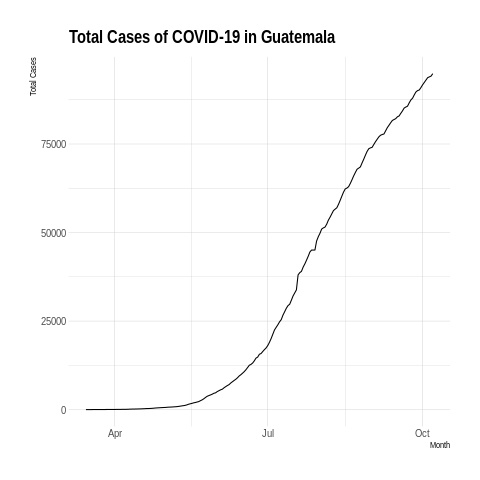 Total Cases of COVID-19 in Guatemala
Total Cases
75000
50000
25000
0
Apr
Jul
Oct
Month